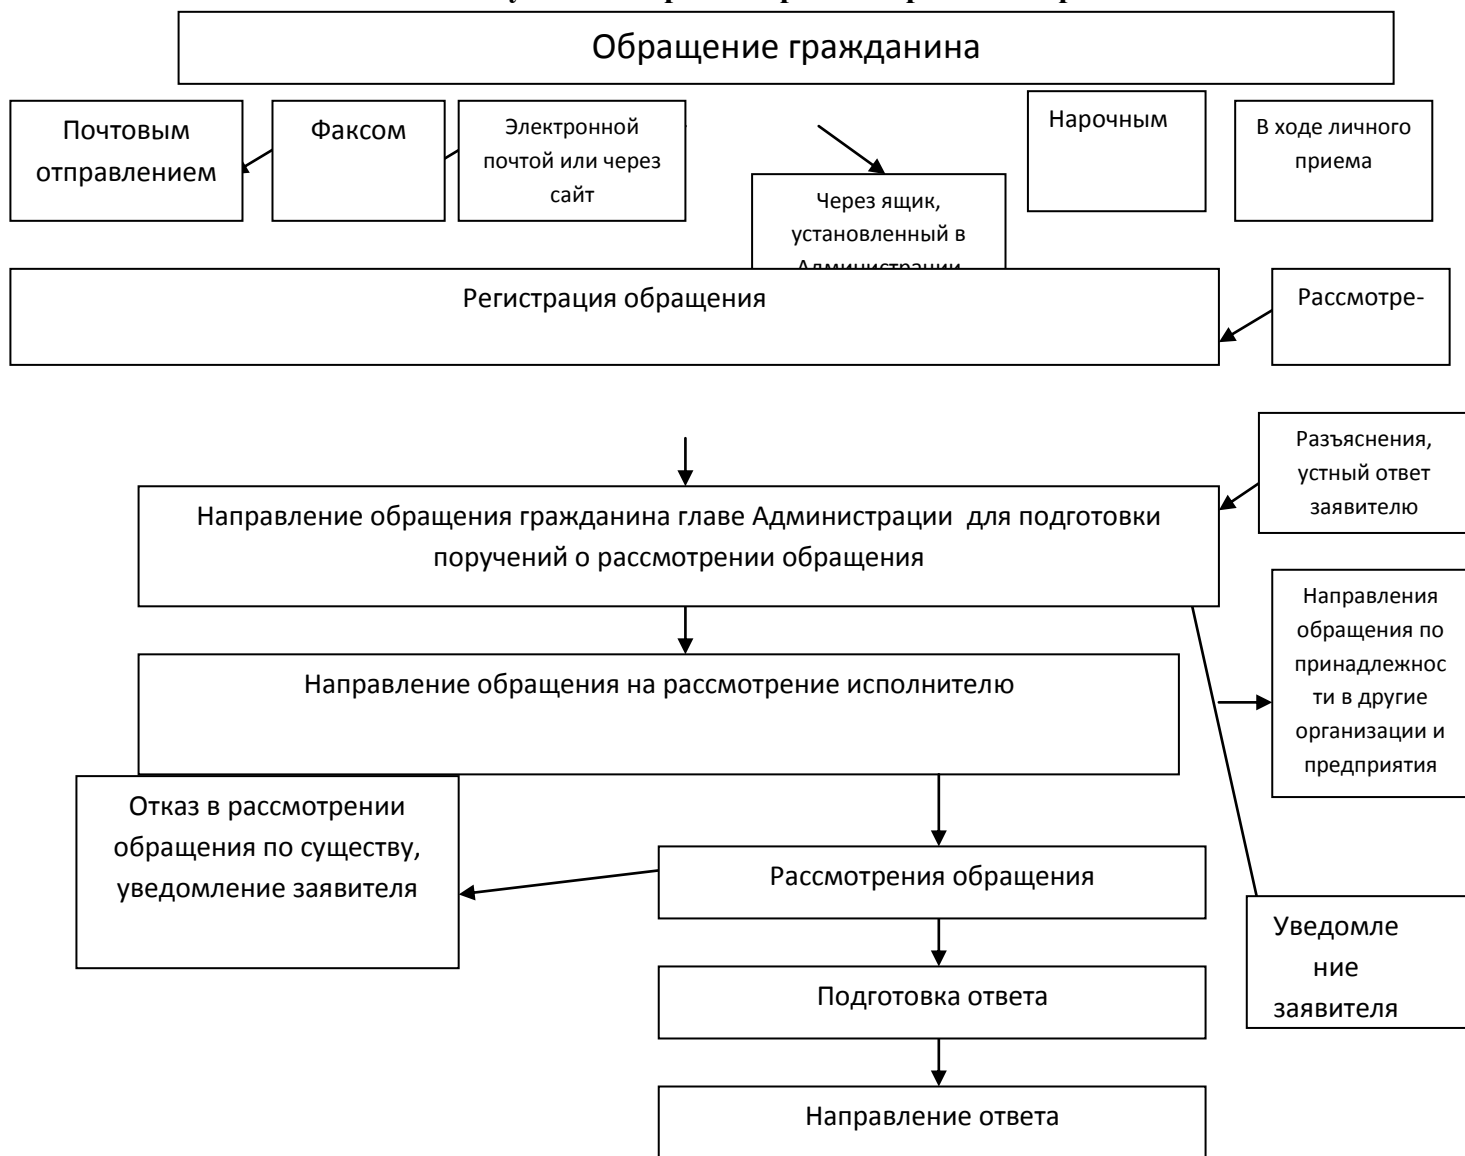 Обращение гражданина
Почтовым
отправлением
Факсом
Электронной
почтой или через
сайт
Через ящик,
установленный в
Администрации
Нарочным
В ходе личного
приема
Регистрация обращения
Рассмотре-
Разъяснения,
устный ответ
заявителю
Направление обращения гражданина главе Администрации для подготовки
поручений о рассмотрении обращения
Направления
обращения по
принадлежнос
ти в другие
организации и
предприятия
Направление обращения на рассмотрение исполнителю
Отказ в рассмотрении
обращения по существу,
уведомление заявителя
Рассмотрения обращения
Уведомле
ние
заявителя
Подготовка ответа
Направление ответа